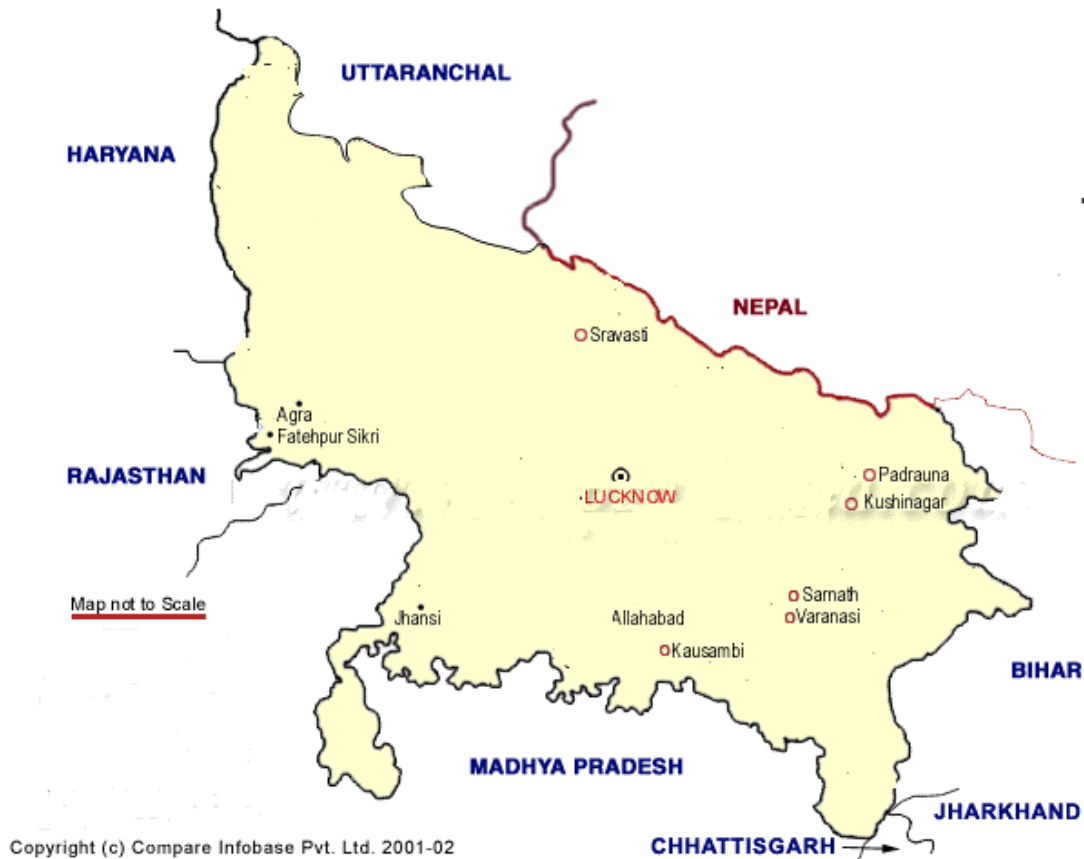 UTTARANCHAL
HARYANA
NEPAL
Sravasti
Agra
Fatehpur Sikri
RAJASTHAN
Padrauna
LUCKNOW
Kushinagar
Map not to Scale
Sarnath
Jhansi
Allahabad
Varanasi
Kausambi
BIHAR
MADHYA PRADESH
JHARKHAND
CHHATTISGARH
Copyright (c) Compare Infobase Pvt. Ltd. 2001-02